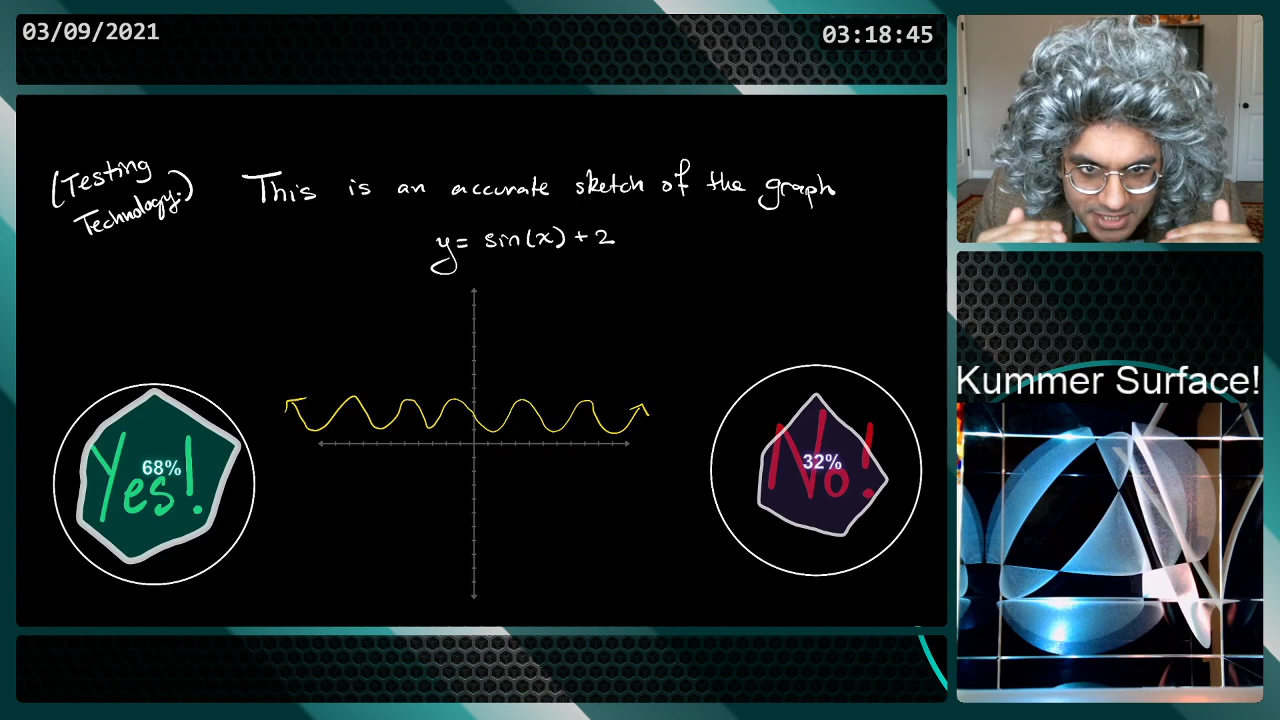 03/09/2021
03:18:45
(Testing
Technology.)
This is an accurate sketch of the graph
y = sin(x) + 2
Yes!
68%
No!
32%
Kummer Surface!